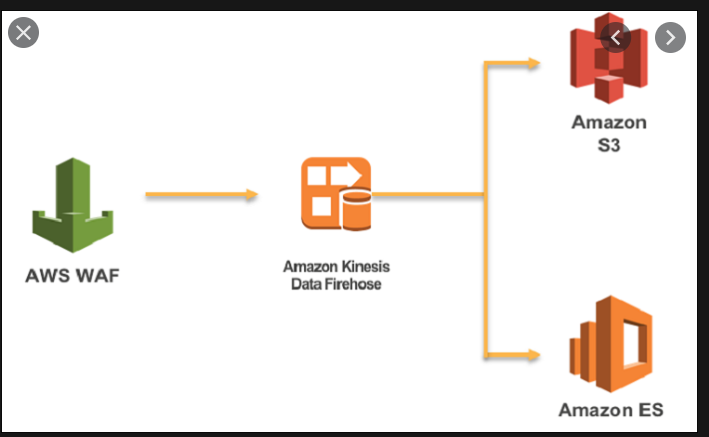 Amazon
S3
AWS WAF
Amazon Kinesis
Data Firehose
Amazon ES